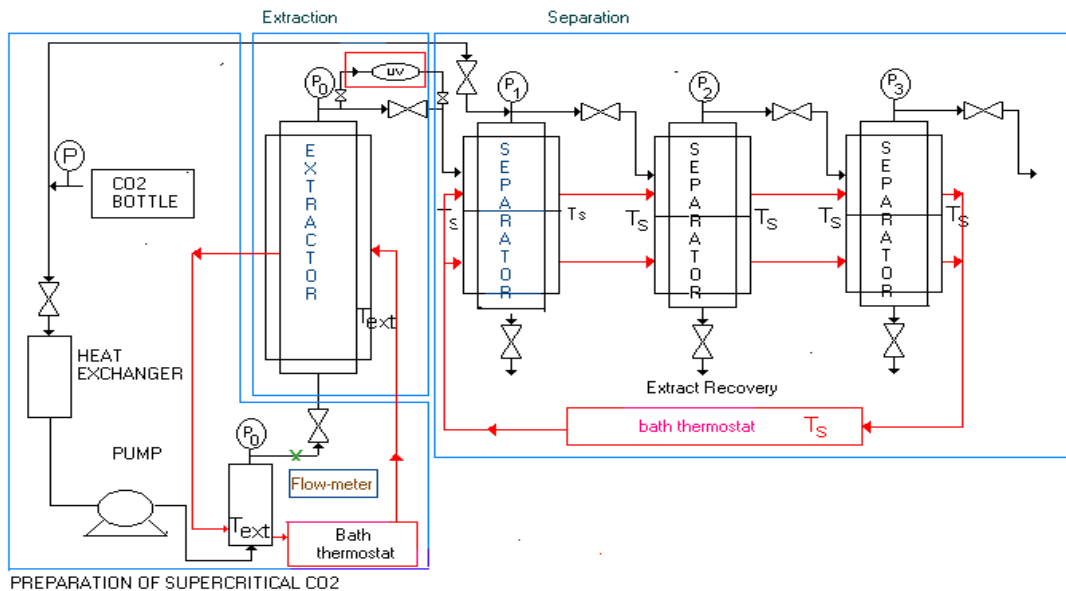 Extraction
Separation
P0
uv
P1
P2
P3
P
CO2
BOTTLE
EXTRACTOR
SEPARATOR
SEPARATOR
SEPARATOR
Ts
Ts
Ts
Ts
Ts
Ts
Text
HEAT
EXCHANGER
Extract Recovery
bath thermostat Ts
P0
PUMP
Flow-meter
Text
Bath
thermostat
PREPARATION OF SUPERCRITICAL CO2